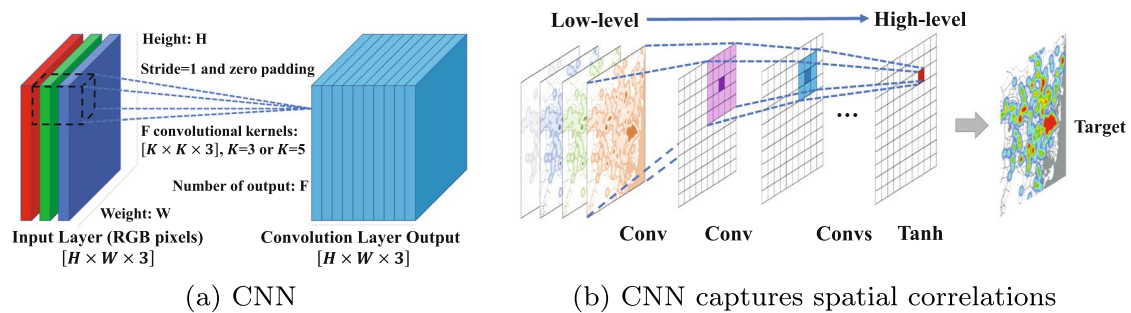 Height: H
Stride=1 and zero padding
F convolutional kernels:
[K × K × 3], K=3 or K=5
Number of output: F
Weight: W
Input Layer (RGB pixels)
[H × W × 3]
Convolution Layer Output
[H × W × 3]
(a) CNN
Low-level
High-level
...
Target
Conv
Conv
Convs
Tanh
(b) CNN captures spatial correlations